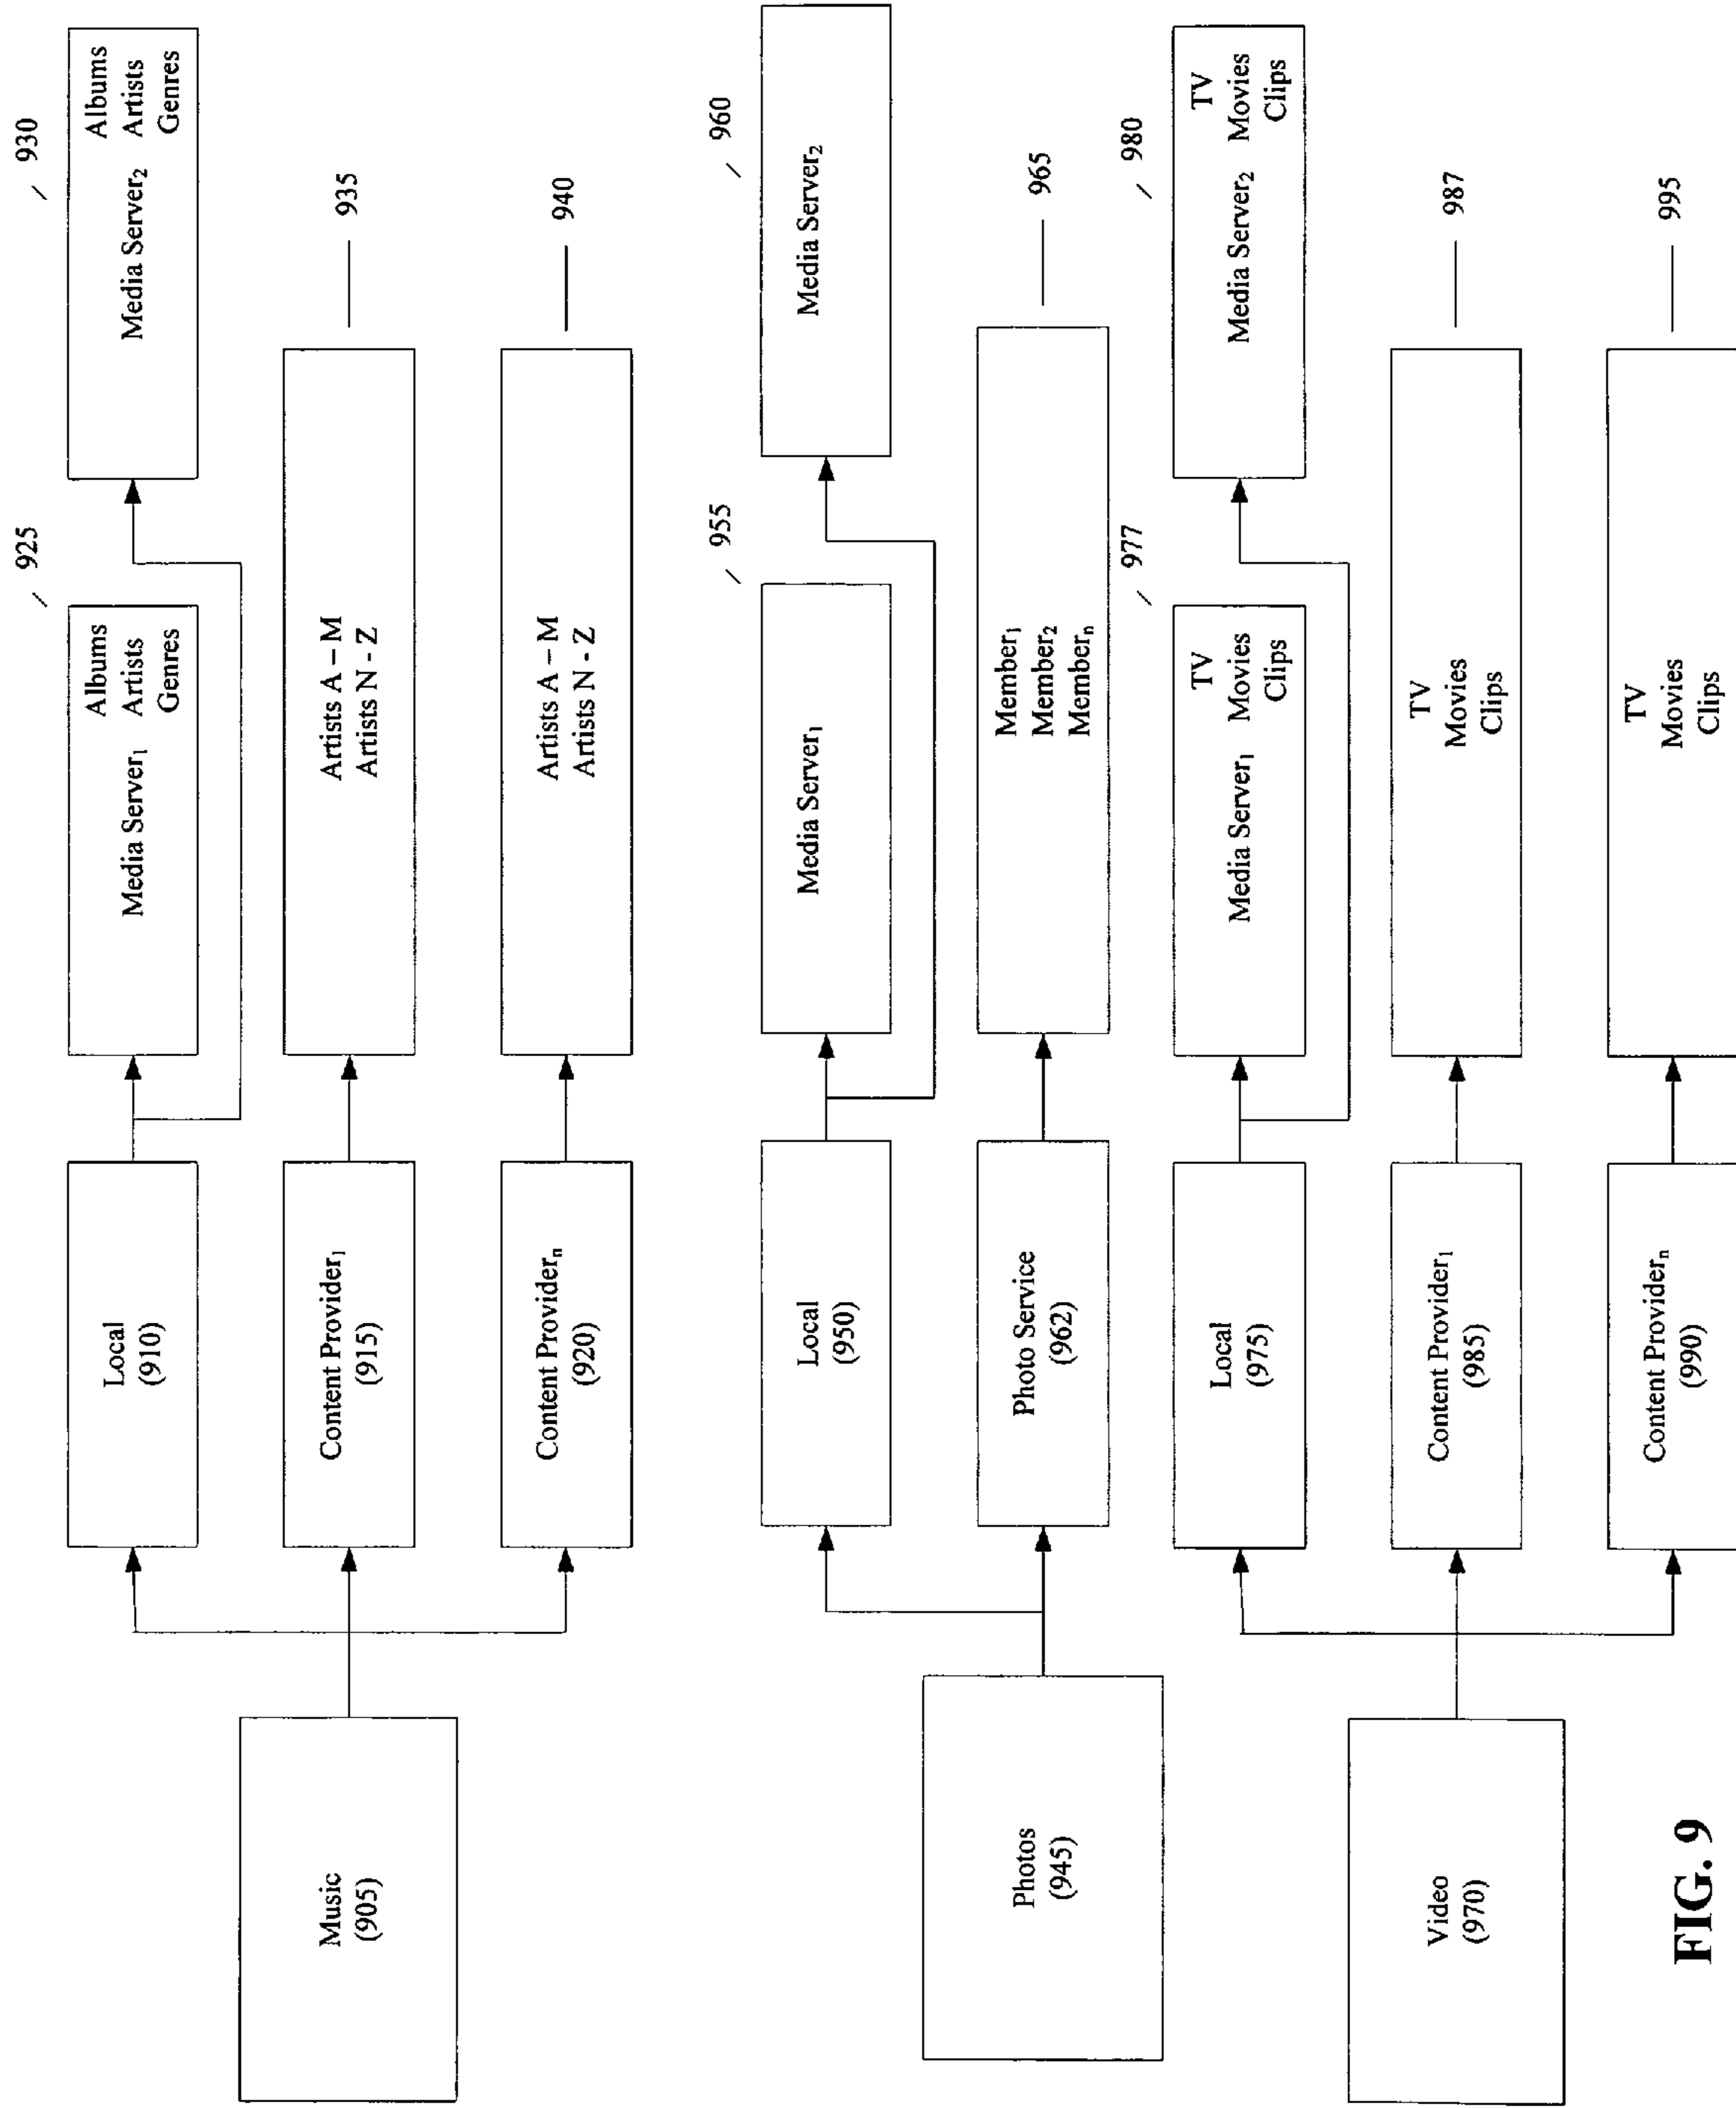 930
925
Albums
Media Server₁ Artists
Genres
Albums
Media Server₂ Artists
Genres
Local
(910)
Music
(905)
Content Provider₁
(915)
Artists A – M
Artists N - Z
935
Content Providerₙ
(920)
Artists A – M
Artists N - Z
940
955
960
Local
(950)
Media Server₁
Media Server₂
Photos
(945)
Photo Service
(962)
Member₁
Member₂
Memberₙ
965
977
980
Local
(975)
TV
Media Server₁ Movies
Clips
TV
Media Server₂ Movies
Clips
Video
(970)
Content Provider₁
(985)
TV
Movies
Clips
987
Content Providerₙ
(990)
TV
Movies
Clips
995
FIG. 9